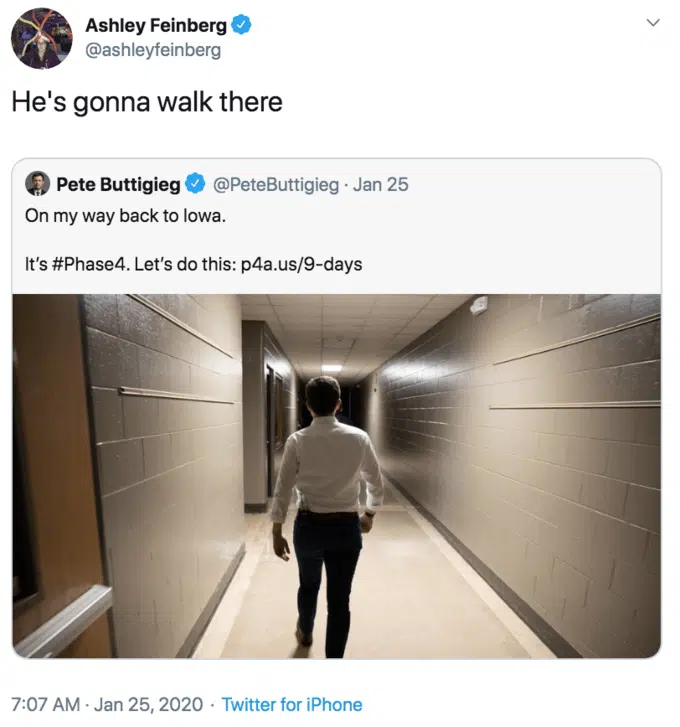 Ashley Feinberg
@ashleyfeinberg
He's gonna walk there
Pete Buttigieg @PeteButtigieg · Jan 25
On my way back to Iowa.
It's #Phase4. Let's do this: p4a.us/9-days
7:07 AM · Jan 25, 2020 · Twitter for iPhone